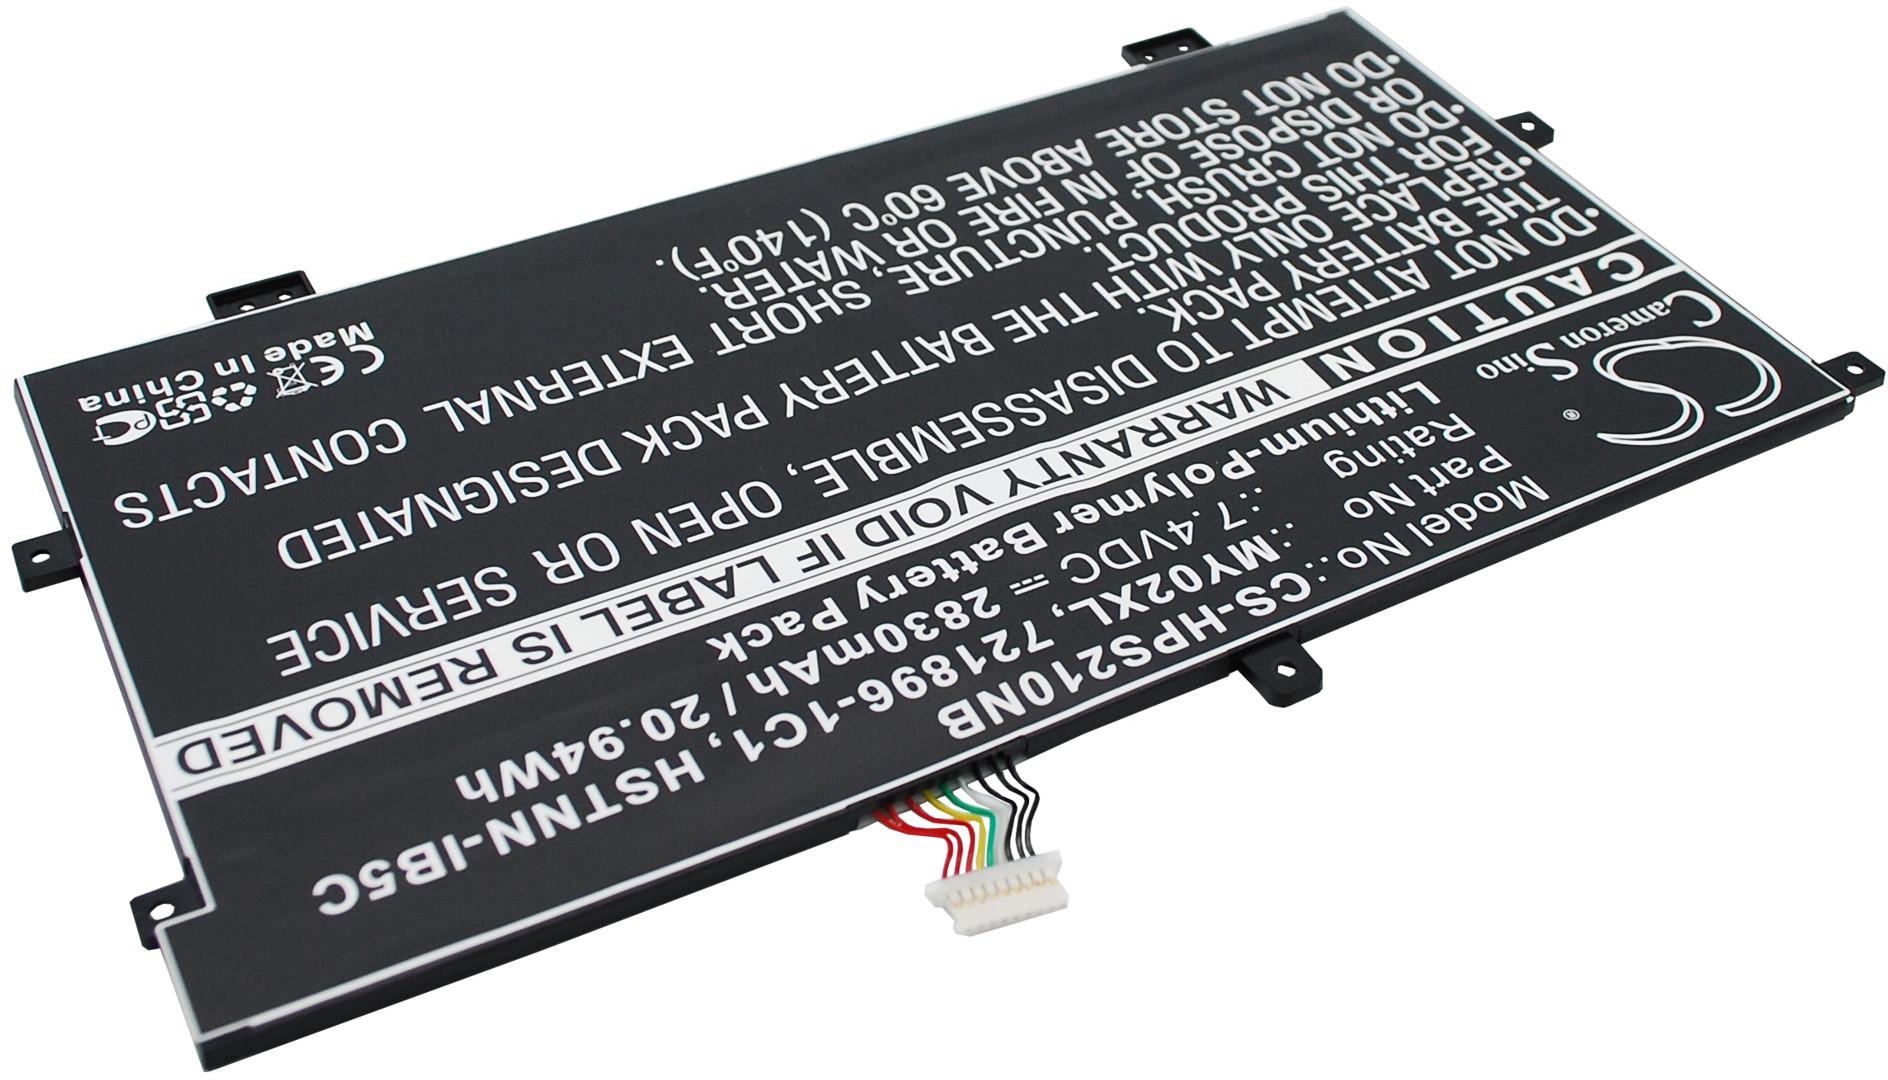 Cameron Sino
®
Model No.: CS-HPS210NB
Part No .: MY02XL, 721896-1C1, HSTNN-IB5C
Rating .: 7.4VDC ⎓ 2830mAh / 20.94Wh
Lithium-Polymer Battery Pack
WARRANTY VOID IF LABEL IS REMOVED
CAUTION
•DO NOT ATTEMPT TO DISASSEMBLE, OPEN OR SERVICE
THE BATTERY PACK.
•REPLACE ONLY WITH THE BATTERY PACK DESIGNATED
FOR THIS PRODUCT.
•DO NOT CRUSH, PUNCTURE, SHORT EXTERNAL CONTACTS
OR DISPOSE OF IN FIRE OR WATER.
•DO NOT STORE ABOVE 60°C (140°F).
CE
Made In China